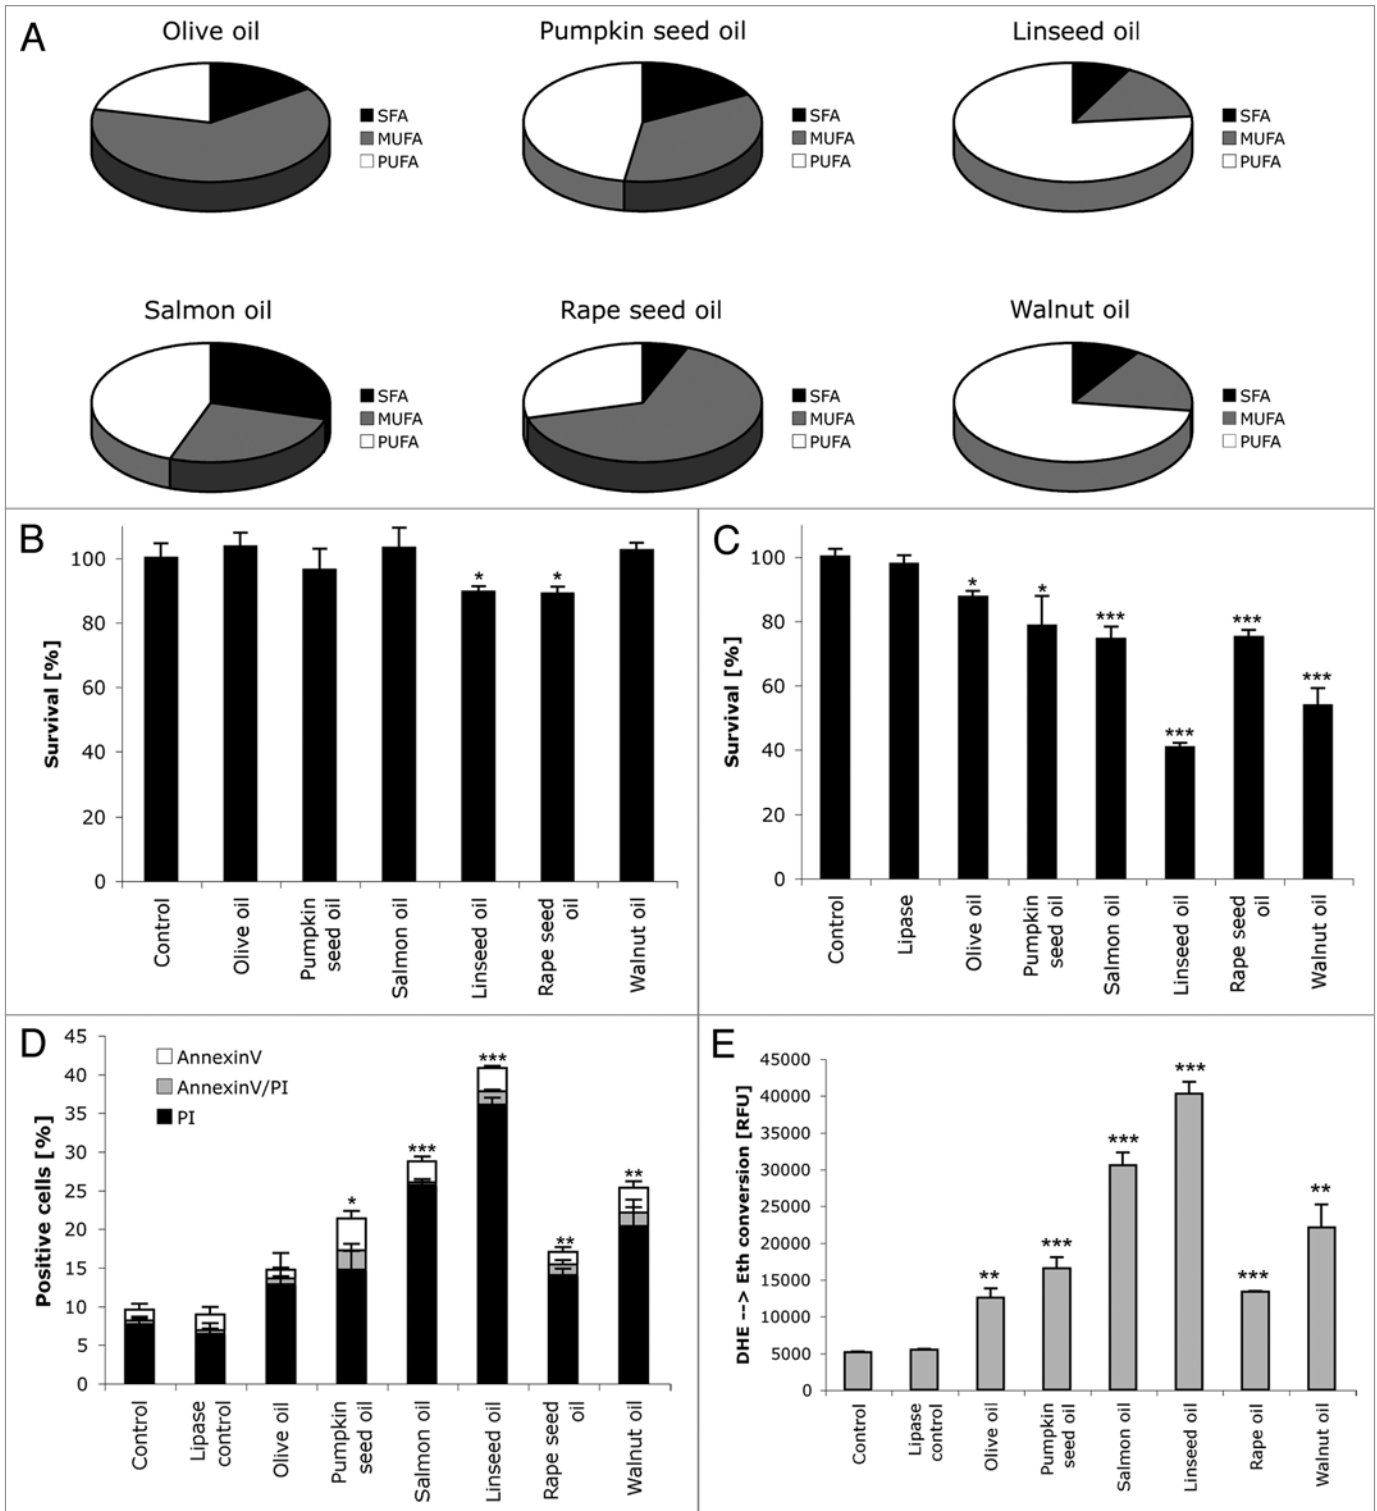 A
Olive oil
SFA
MUFA
PUFA
Pumpkin seed oil
SFA
MUFA
PUFA
Linseed oil
SFA
MUFA
PUFA
Salmon oil
SFA
MUFA
PUFA
Rape seed oil
SFA
MUFA
PUFA
Walnut oil
SFA
MUFA
PUFA
B
Survival [%]
100
80
60
40
20
0
*
*
Control
Olive oil
Pumpkin
seed oil
Salmon oil
Linseed oil
Rape seed
oil
Walnut oil
C
Survival [%]
100
80
60
40
20
0
*
*
***
***
***
***
Control
Lipase
Olive oil
Pumpkin
seed oil
Salmon oil
Linseed oil
Rape seed
oil
Walnut oil
D
Positive cells [%]
45
40
35
30
25
20
15
10
5
0
AnnexinV
AnnexinV/PI
PI
*
***
***
**
**
Control
Lipase
control
Olive oil
Pumpkin
seed oil
Salmon oil
Linseed oil
Rape seed
oil
Walnut oil
E
DHE --> Eth conversion [RFU]
45000
40000
35000
30000
25000
20000
15000
10000
5000
0
**
***
***
***
***
**
Control
Lipase
control
Olive oil
Pumpkin
seed oil
Salmon oil
Linseed oil
Rape oil
Walnut oil